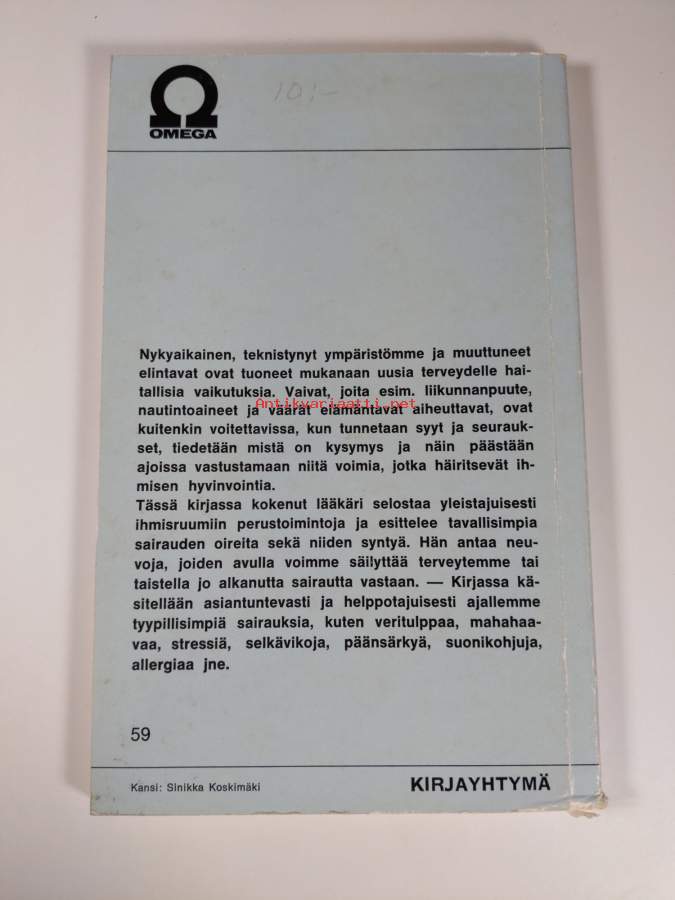 OMEGA
10:-
Nykyaikainen, teknistynyt ympäristömme ja muuttuneet
elintavat ovat tuoneet mukanaan uusia terveydelle hai-
tallisia vaikutuksia. Vaivat, joita esim. liikunnanpuute,
Antikvariaatti.net
nautintoaineet ja väärät elämäntavat aiheuttavat, ovat
kuitenkin voitettavissa, kun tunnetaan syyt ja seurauk-
set, tiedetään mistä on kysymys ja näin päästään
ajoissa vastustamaan niitä voimia, jotka häiritsevät ih-
misen hyvinvointia.
Tässä kirjassa kokenut lääkäri selostaa yleistajuisesti
ihmisruumiin perustoimintoja ja esittelee tavallisimpia
sairauden oireita sekä niiden syntyä. Hän antaa neu-
voja, joiden avulla voimme säilyttää terveytemme tai
taistella jo alkanutta sairautta vastaan. — Kirjassa kä-
sitellään asiantuntevasti ja helppotajuisesti ajallemme
tyypillisimpiä sairauksia, kuten veritulppaa, mahahaa-
vaa, stressiä, selkävikoja, päänsärkyä, suonikohjuja,
allergiaa jne.
59
Kansi: Sinikka Koskimäki
KIRJAYHTYMÄ